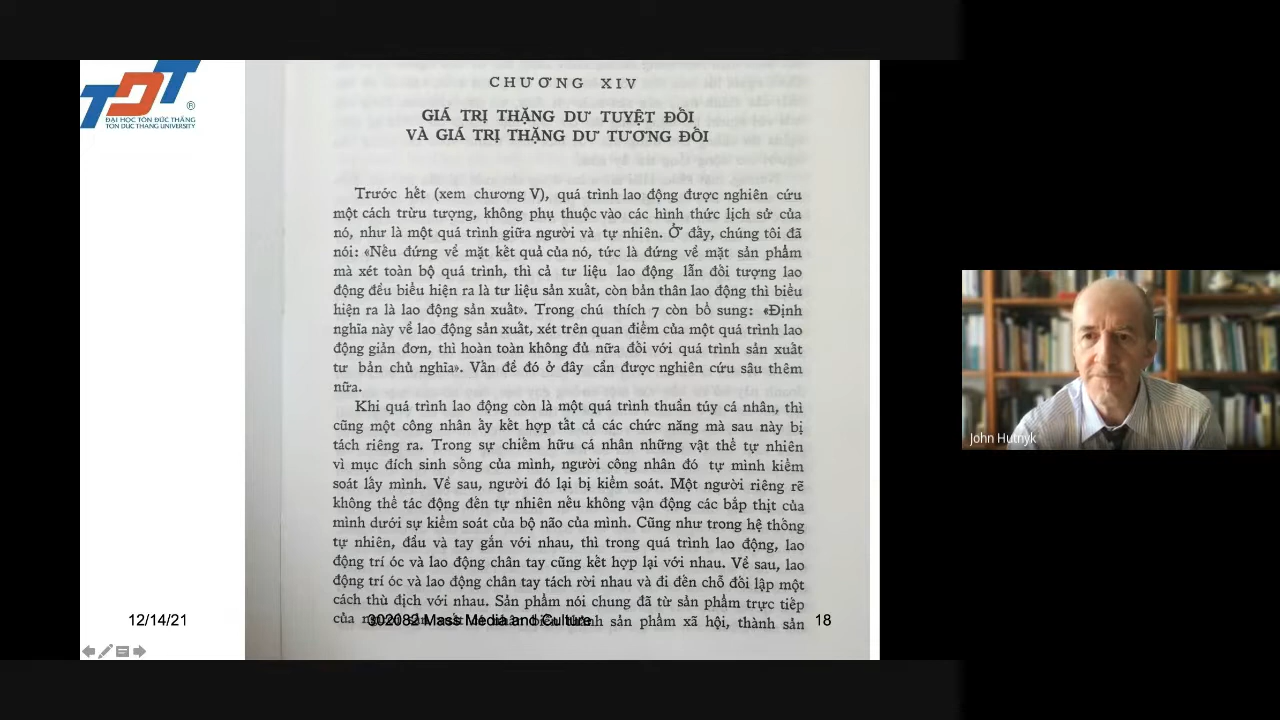 TDT
®
ĐẠI HỌC TÔN ĐỨC THẮNG
TON DUC THANG UNIVERSITY
CHƯƠNG XIV
GIÁ TRỊ THẶNG DƯ TUYỆT ĐỐI
VÀ GIÁ TRỊ THẶNG DƯ TƯƠNG ĐỐI
Trước hết (xem chương V), quá trình lao động được nghiên cứu
một cách trừu tượng, không phụ thuộc vào các hình thức lịch sử của
nó, như là một quá trình giữa người và tự nhiên. Ở đây, chúng tôi đã
nói: «Nếu đứng về mặt kết quả của nó, tức là đứng về mặt sản phẩm
mà xét toàn bộ quá trình, thì cả tư liệu lao động lẫn đối tượng lao
động đều biểu hiện ra là tư liệu sản xuất, còn bản thân lao động thì biểu
hiện ra là lao động sản xuất». Trong chú thích 7 còn bổ sung: «Định
nghĩa này về lao động sản xuất, xét trên quan điểm của một quá trình lao
động giản đơn, thì hoàn toàn không đủ nữa đối với quá trình sản xuất
tư bản chủ nghĩa». Vấn đề đó ở đây cần được nghiên cứu sâu thêm
nữa.
Khi quá trình lao động còn là một quá trình thuần túy cá nhân, thì
cũng một công nhân ấy kết hợp tất cả các chức năng mà sau này bị
tách riêng ra. Trong sự chiếm hữu cá nhân những vật thể tự nhiên
vì mục đích sinh sống của mình, người công nhân đó tự mình kiểm
soát lấy mình. Về sau, người đó lại bị kiểm soát. Một người riêng rẽ
không thể tác động đến tự nhiên nếu không vận động các bắp thịt của
mình dưới sự kiểm soát của bộ não của mình. Cũng như trong hệ thống
tự nhiên, đầu và tay gắn với nhau, thì trong quá trình lao động, lao
động trí óc và lao động chân tay cũng kết hợp lại với nhau. Về sau, lao
động trí óc và lao động chân tay tách rời nhau và đi đến chỗ đối lập một
cách thù địch với nhau. Sản phẩm nói chung đã từ sản phẩm trực tiếp
của thành sản phẩm xã hội, thành sản
12/14/21
302082 Mass Media and Culture
18
John Hutnyk